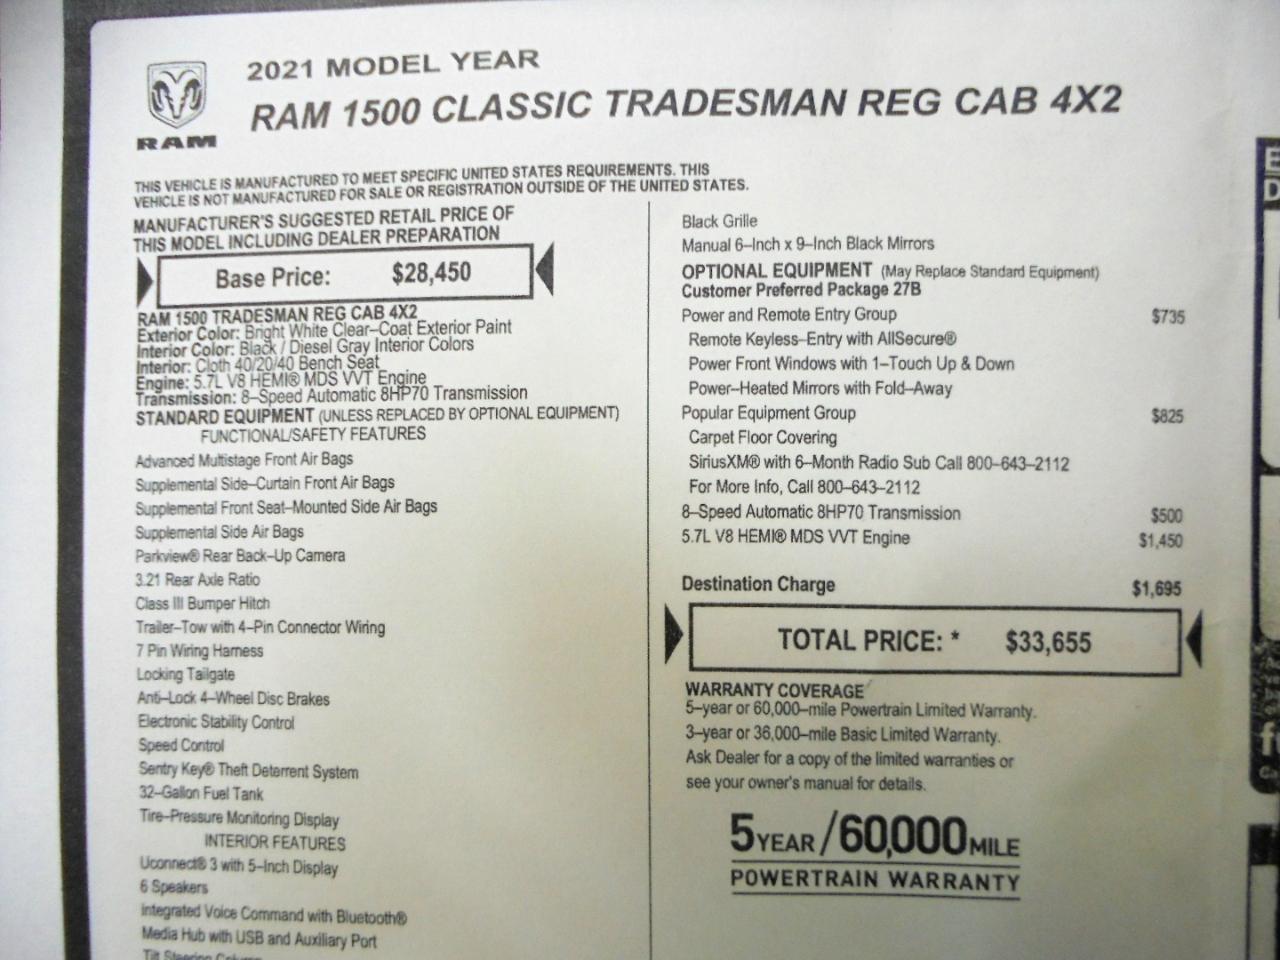 RAM
2021 MODEL YEAR
RAM 1500 CLASSIC TRADESMAN REG CAB 4X2
THIS VEHICLE IS MANUFACTURED TO MEET SPECIFIC UNITED STATES REQUIREMENTS. THIS
VEHICLE IS NOT MANUFACTURED FOR SALE OR REGISTRATION OUTSIDE OF THE UNITED STATES.
MANUFACTURER'S SUGGESTED RETAIL PRICE OF
THIS MODEL INCLUDING DEALER PREPARATION
Base Price: $28,450
RAM 1500 TRADESMAN REG CAB 4X2
Exterior Color: Bright White Clear–Coat Exterior Paint
Interior Color: Black / Diesel Gray Interior Colors
Interior: Cloth 40/20/40 Bench Seat
Engine: 5.7L V8 HEMI® MDS VVT Engine
Transmission: 8–Speed Automatic 8HP70 Transmission
STANDARD EQUIPMENT (UNLESS REPLACED BY OPTIONAL EQUIPMENT)
FUNCTIONAL/SAFETY FEATURES
Advanced Multistage Front Air Bags
Supplemental Side–Curtain Front Air Bags
Supplemental Front Seat–Mounted Side Air Bags
Supplemental Side Air Bags
Parkview® Rear Back–Up Camera
3.21 Rear Axle Ratio
Class III Bumper Hitch
Trailer–Tow with 4–Pin Connector Wiring
7 Pin Wiring Harness
Locking Tailgate
Anti–Lock 4–Wheel Disc Brakes
Electronic Stability Control
Speed Control
Sentry Key® Theft Deterrent System
32–Gallon Fuel Tank
Tire–Pressure Monitoring Display
INTERIOR FEATURES
Uconnect® 3 with 5–Inch Display
6 Speakers
Integrated Voice Command with Bluetooth®
Media Hub with USB and Auxiliary Port
Tilt Steering Column
Black Grille
Manual 6–Inch x 9–Inch Black Mirrors
OPTIONAL EQUIPMENT (May Replace Standard Equipment)
Customer Preferred Package 27B
Power and Remote Entry Group $735
Remote Keyless–Entry with AllSecure®
Power Front Windows with 1–Touch Up & Down
Power–Heated Mirrors with Fold–Away
Popular Equipment Group $825
Carpet Floor Covering
SiriusXM® with 6–Month Radio Sub Call 800–643–2112
For More Info, Call 800–643–2112
8–Speed Automatic 8HP70 Transmission $500
5.7L V8 HEMI® MDS VVT Engine $1,450
Destination Charge $1,695
TOTAL PRICE: * $33,655
WARRANTY COVERAGE
5–year or 60,000–mile Powertrain Limited Warranty.
3–year or 36,000–mile Basic Limited Warranty.
Ask Dealer for a copy of the limited warranties or
see your owner's manual for details.
5 YEAR / 60,000 MILE
POWERTRAIN WARRANTY